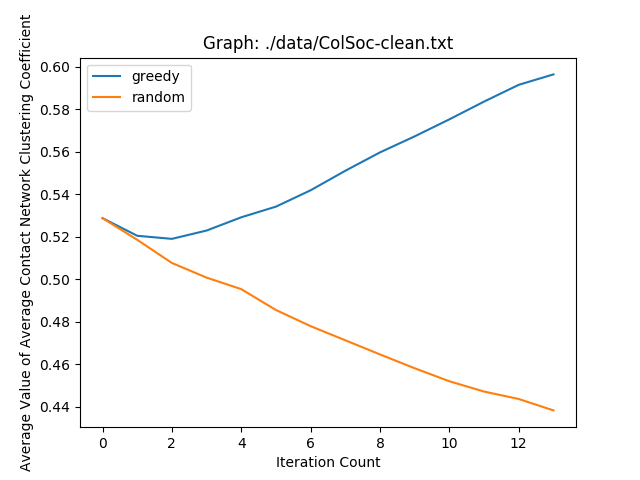 Graph: ./data/ColSoc-clean.txt
greedy
random
0.60
0.58
0.56
0.54
0.52
0.50
0.48
0.46
0.44
Average Value of Average Contact Network Clustering Coefficient
0 2 4 6 8 10 12
Iteration Count